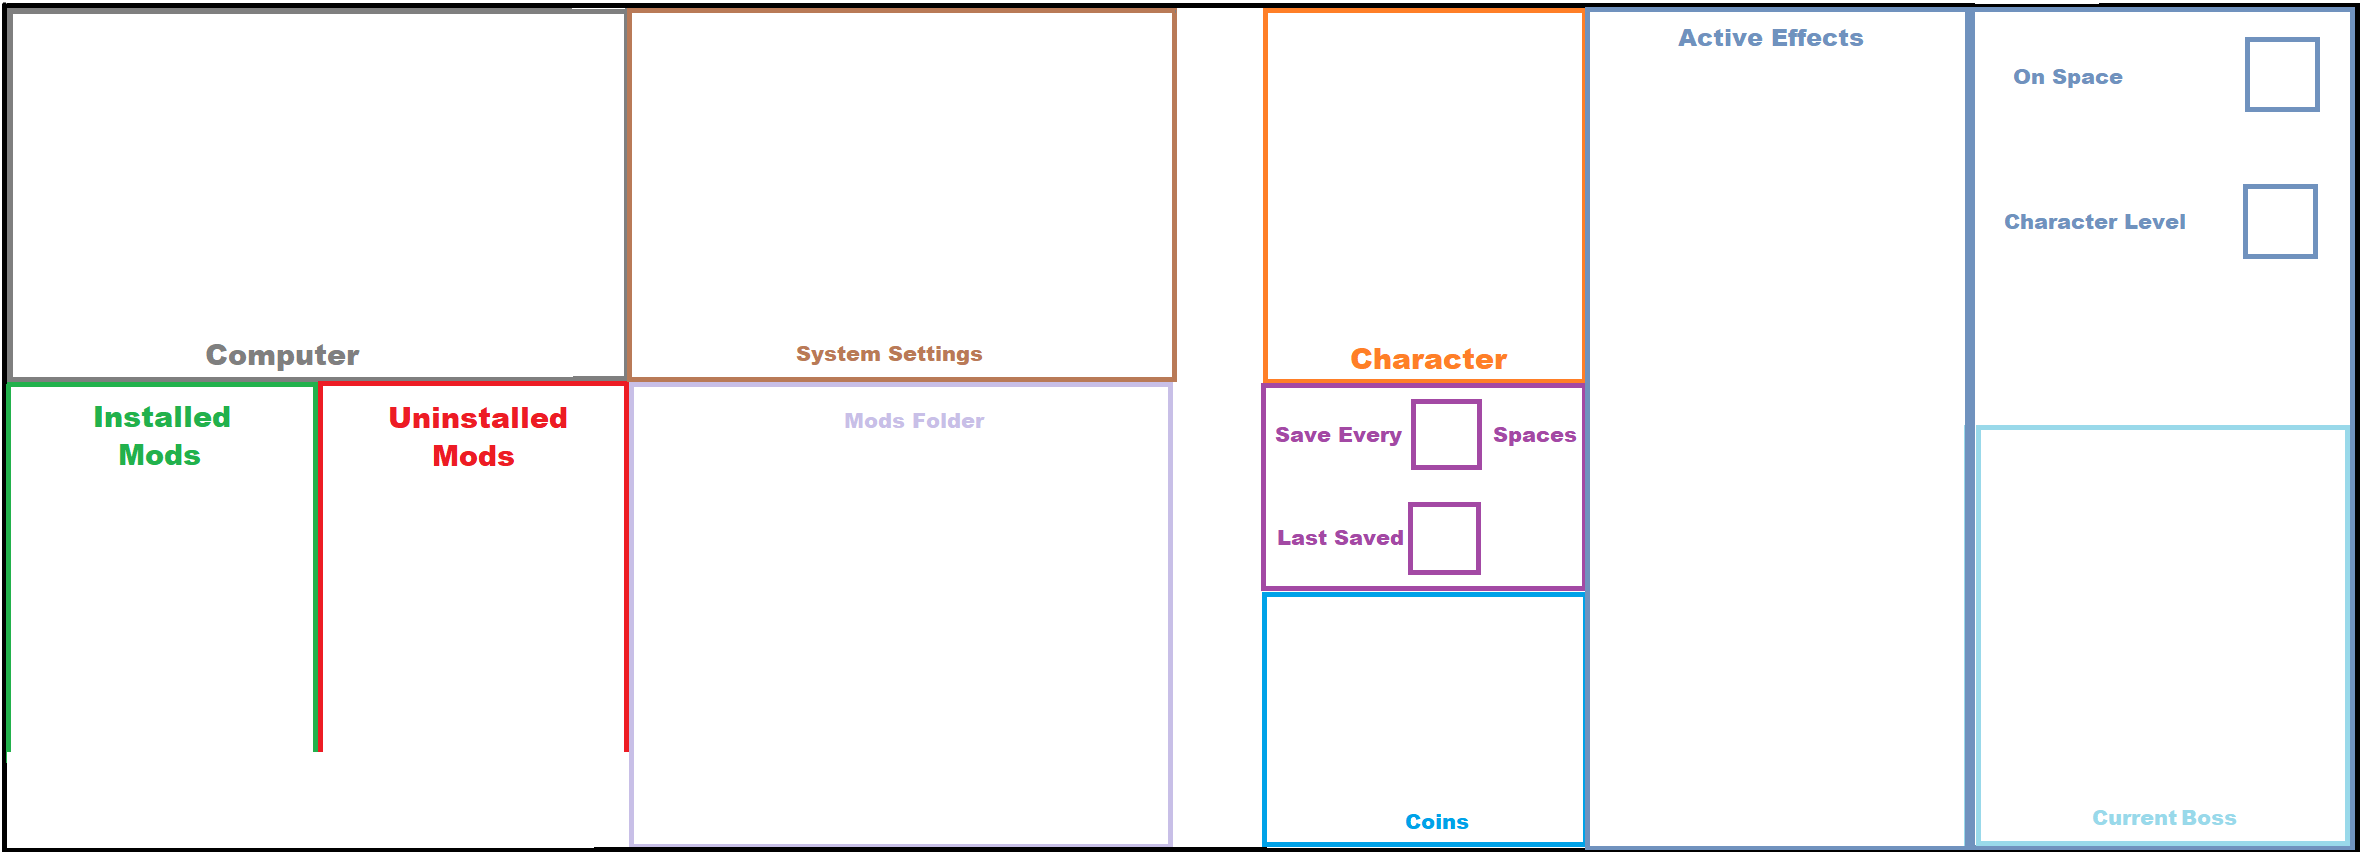 Computer
System Settings
Installed
Mods
Uninstalled
Mods
Mods Folder
Character
Save Every
Spaces
Last Saved
Coins
Active Effects
On Space
Character Level
Current Boss